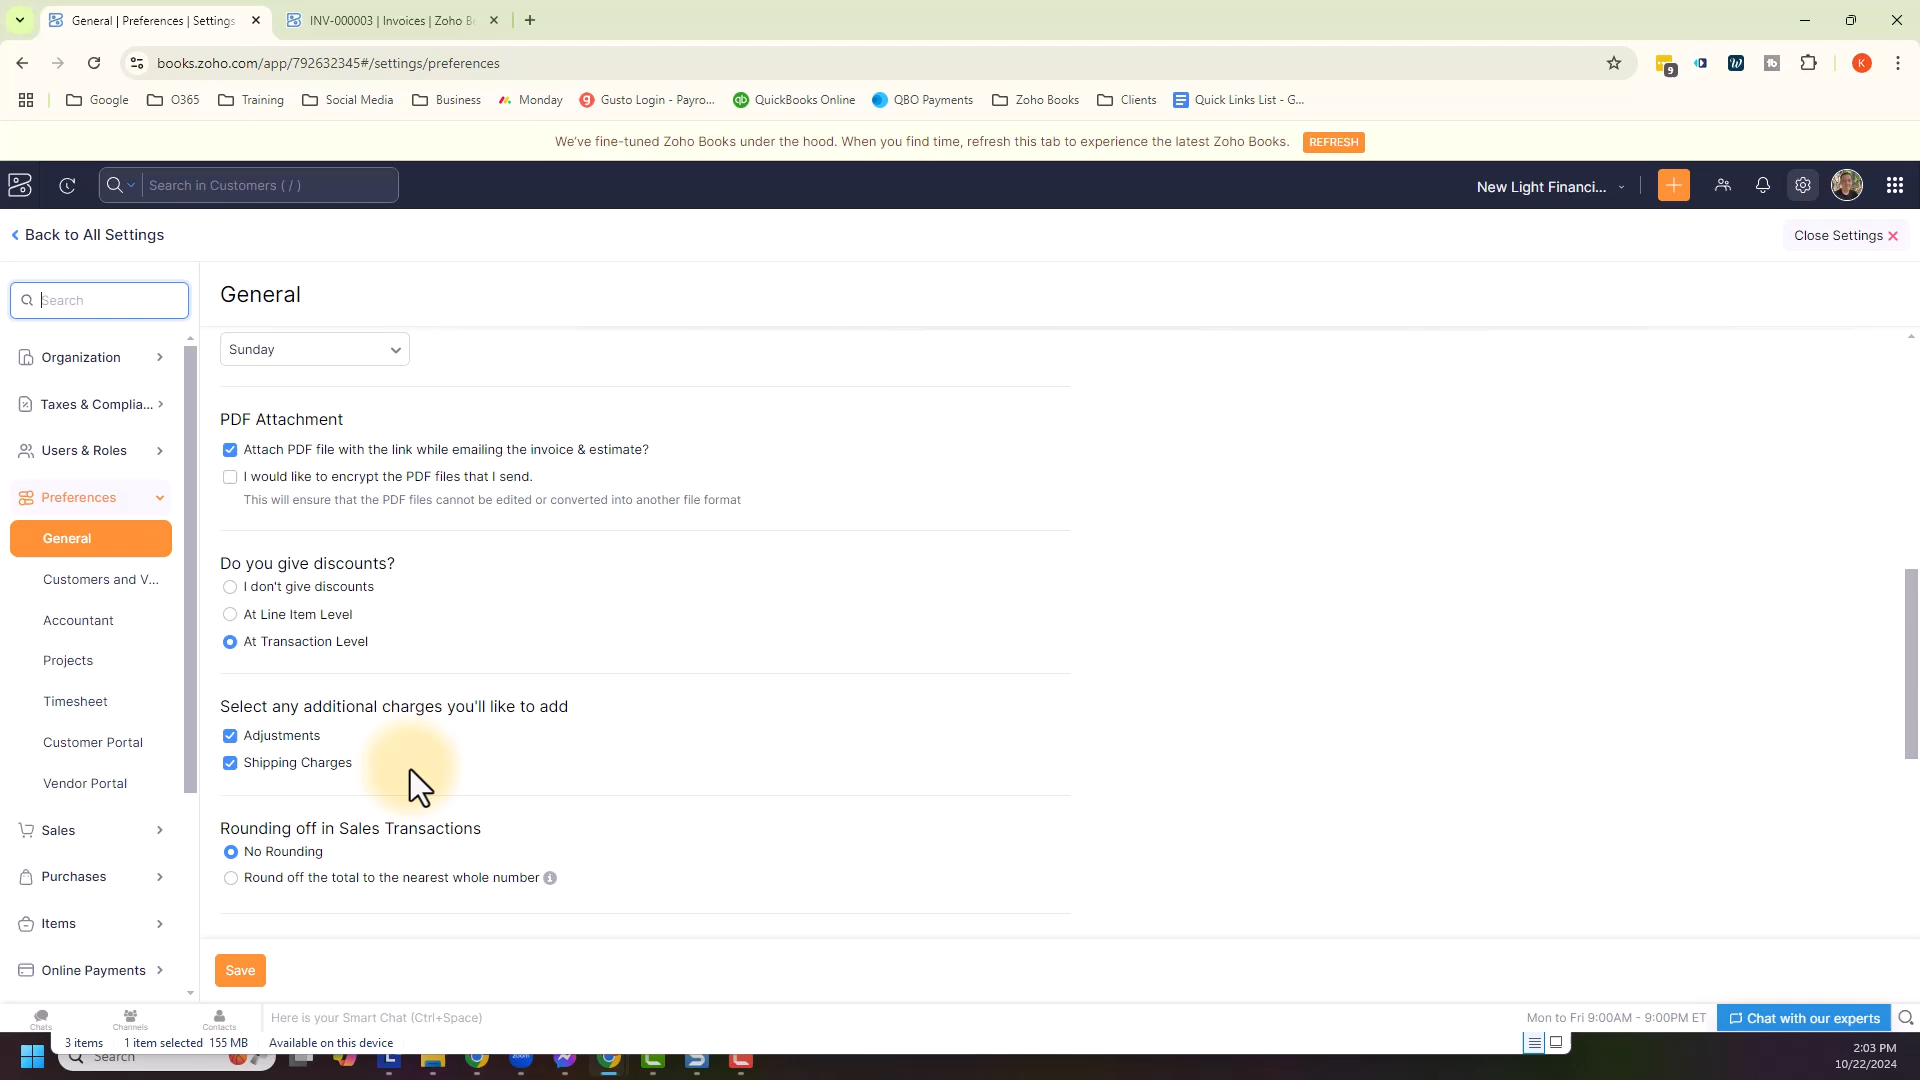 General | Preferences | Settings
INV-000003 | Invoices | Zoho B
books.zoho.com/app/792632345#/settings/preferences
9
K
Google
O365
Training
Social Media
Business
Monday
Gusto Login - Payro...
QuickBooks Online
QBO Payments
Zoho Books
Clients
Quick Links List - G...
We've fine-tuned Zoho Books under the hood. When you find time, refresh this tab to experience the latest Zoho Books.
REFRESH
Search in Customers ( / )
New Light Financi...
Back to All Settings
Close Settings
Search
General
Organization
Taxes & Complia...
Users & Roles
Preferences
General
Customers and V...
Accountant
Projects
Timesheet
Customer Portal
Vendor Portal
Sales
Purchases
Items
Online Payments
Sunday
PDF Attachment
Attach PDF file with the link while emailing the invoice & estimate?
I would like to encrypt the PDF files that I send.
This will ensure that the PDF files cannot be edited or converted into another file format
Do you give discounts?
I don't give discounts
At Line Item Level
At Transaction Level
Select any additional charges you'll like to add
Adjustments
Shipping Charges
Rounding off in Sales Transactions
No Rounding
Round off the total to the nearest whole number
Save
Chats
Channels
Contacts
Here is your Smart Chat (Ctrl+Space)
Mon to Fri 9:00AM - 9:00PM ET
Chat with our experts
3 items
1 item selected 155 MB
Available on this device
Search
2:03 PM
10/22/2024